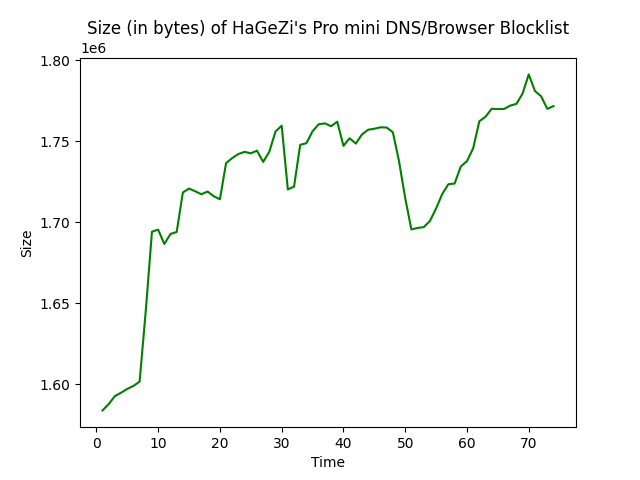 Size (in bytes) of HaGeZi's Pro mini DNS/Browser Blocklist
1e6
1.80
1.75
1.70
1.65
1.60
Size
0 10 20 30 40 50 60 70
Time